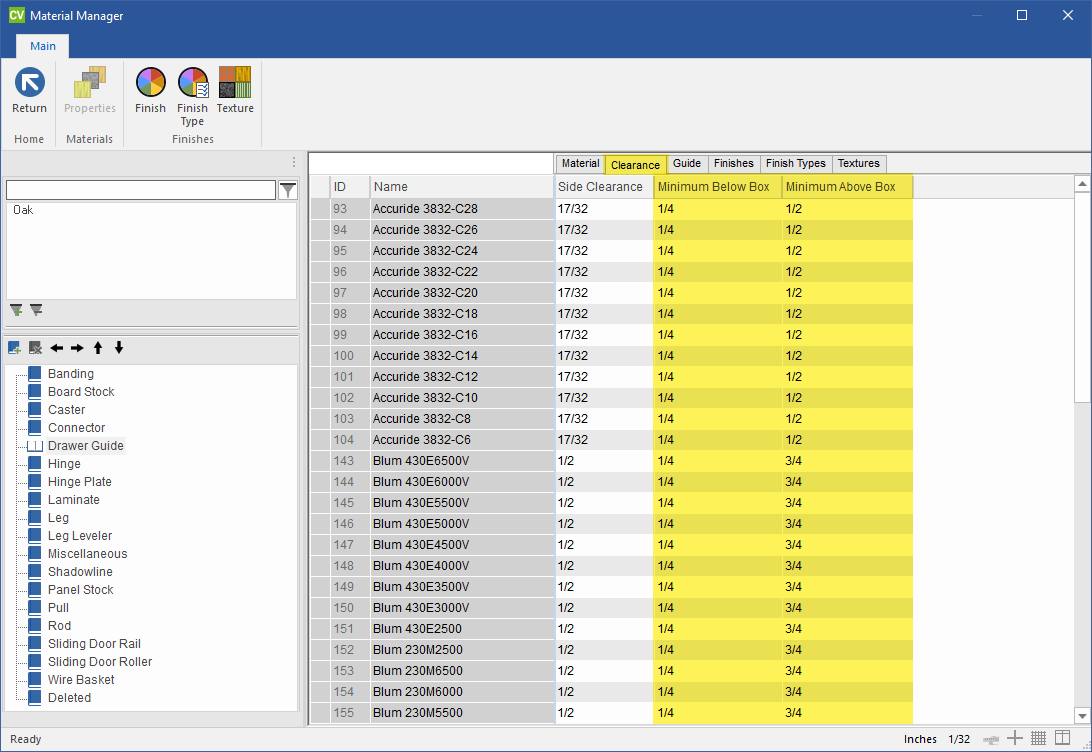 CV Material Manager
Main
Return
Properties
Finish
Finish Type
Texture
Home
Materials
Finishes
Oak
Banding
Board Stock
Caster
Connector
Drawer Guide
Hinge
Hinge Plate
Laminate
Leg
Leg Leveler
Miscellaneous
Shadowline
Panel Stock
Pull
Rod
Sliding Door Rail
Sliding Door Roller
Wire Basket
Deleted
Material Clearance Guide Finishes Finish Types Textures
ID Name Side Clearance Minimum Below Box Minimum Above Box
93 Accuride 3832-C28 17/32 1/4 1/2
94 Accuride 3832-C26 17/32 1/4 1/2
95 Accuride 3832-C24 17/32 1/4 1/2
96 Accuride 3832-C22 17/32 1/4 1/2
97 Accuride 3832-C20 17/32 1/4 1/2
98 Accuride 3832-C18 17/32 1/4 1/2
99 Accuride 3832-C16 17/32 1/4 1/2
100 Accuride 3832-C14 17/32 1/4 1/2
101 Accuride 3832-C12 17/32 1/4 1/2
102 Accuride 3832-C10 17/32 1/4 1/2
103 Accuride 3832-C8 17/32 1/4 1/2
104 Accuride 3832-C6 17/32 1/4 1/2
143 Blum 430E6500V 1/2 1/4 3/4
144 Blum 430E6000V 1/2 1/4 3/4
145 Blum 430E5500V 1/2 1/4 3/4
146 Blum 430E5000V 1/2 1/4 3/4
147 Blum 430E4500V 1/2 1/4 3/4
148 Blum 430E4000V 1/2 1/4 3/4
149 Blum 430E3500V 1/2 1/4 3/4
150 Blum 430E3000V 1/2 1/4 3/4
151 Blum 430E2500 1/2 1/4 3/4
152 Blum 230M2500 1/2 1/4 3/4
153 Blum 230M6500 1/2 1/4 3/4
154 Blum 230M6000 1/2 1/4 3/4
155 Blum 230M5500 1/2 1/4 3/4
Ready
Inches 1/32